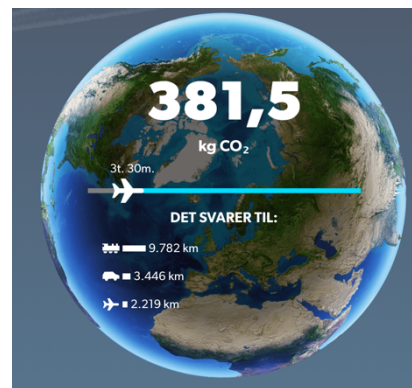 381,5
kg CO₂
3t. 30m.
DET SVARER TIL:
9.782 km
3.446 km
2.219 km